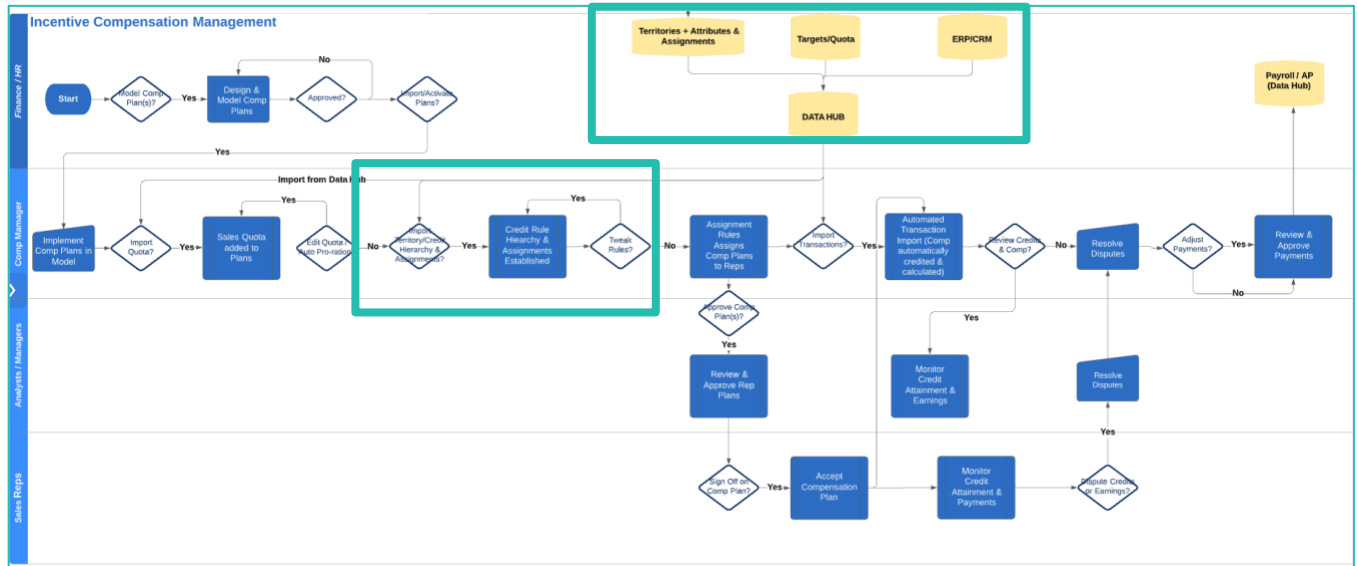 Incentive Compensation Management
Finance / HR
Start
Model Comp
Plan(s)?
Yes
Design &
Model Comp
Plans
No
Approved?
Import/Activate
Plans?
Yes
Territories + Attributes &
Assignments
Targets/Quota
ERP/CRM
DATA HUB
Payroll / AP
(Data Hub)
Comp Manager
Import from Data Hub
Implement
Comp Plans in
Model
Import
Quota?
Yes
Sales Quota
added to
Plans
Yes
Edit Quota /
Auto Pro-ration
No
Import
Territory/Credit
Hierarchy &
Assignments?
Yes
Credit Rule
Hiearchy &
Assignments
Established
Yes
Tweak
Rules?
No
Assignment
Rules
Assigns
Comp Plans
to Reps
Import
Transactions?
Yes
Automated
Transaction
Import (Comp
automatically
credited &
calculated)
Review Credits
& Comp?
No
Resolve
Disputes
Adjust
Payments?
Yes
No
Review &
Approve
Payments
Analysts / Managers
Approve Comp
Plan(s)?
Yes
Review &
Approve Rep
Plans
Yes
Monitor
Credit
Attainment &
Earnings
Resolve
Disputes
Yes
Sales Reps
Sign Off on
Comp Plan?
Yes
Accept
Compensation
Plan
Monitor
Credit
Attainment &
Payments
Dispute Credits
or Earnings?